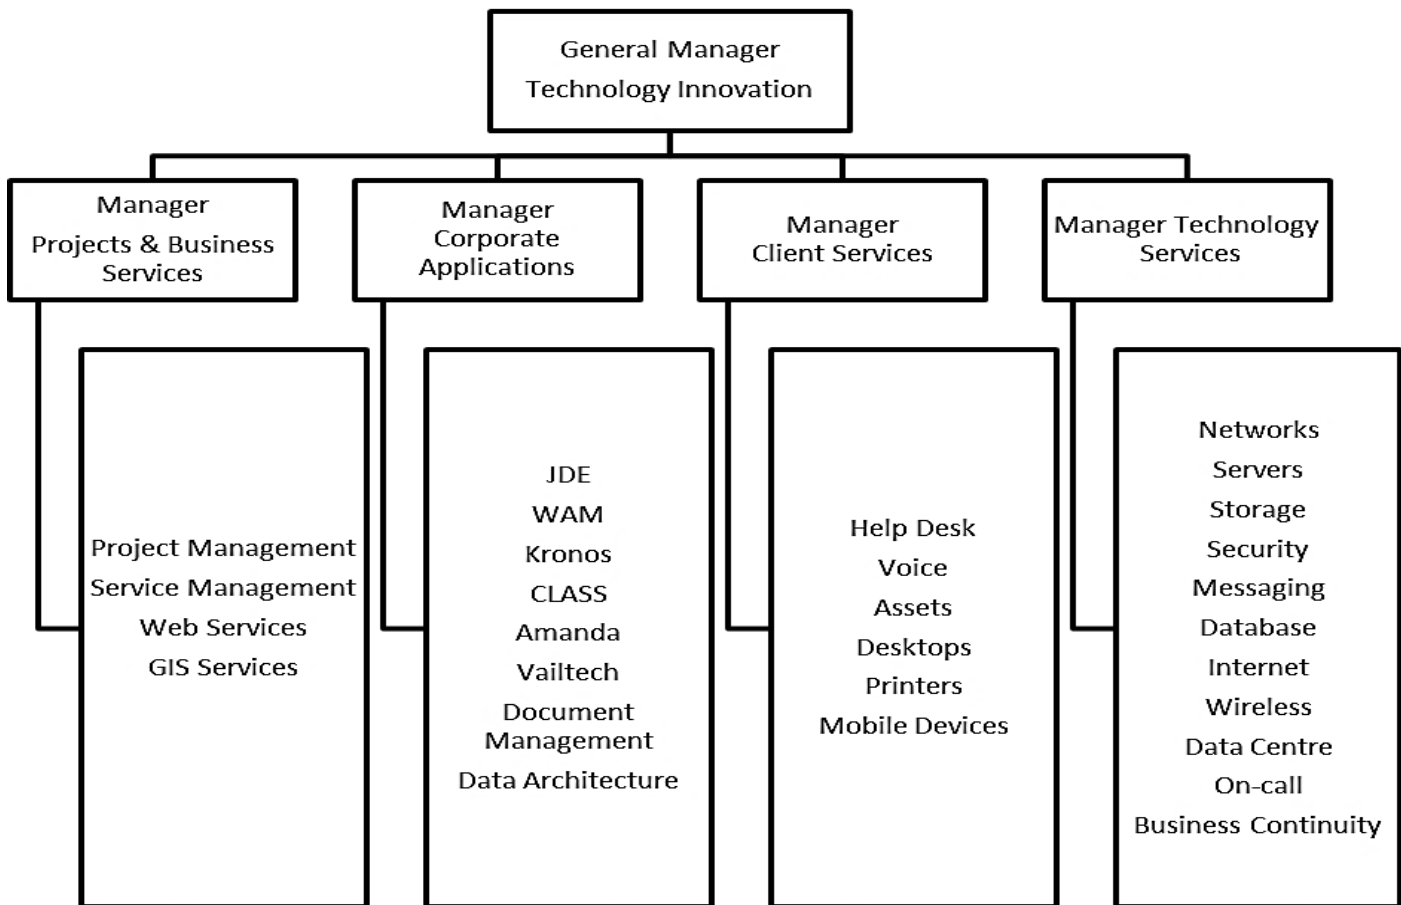 General Manager
Technology Innovation
Manager
Projects & Business
Services
Manager
Corporate
Applications
Manager
Client Services
Manager Technology
Services
Project Management
Service Management
Web Services
GIS Services
JDE
WAM
Kronos
CLASS
Amanda
Vailtech
Document
Management
Data Architecture
Help Desk
Voice
Assets
Desktops
Printers
Mobile Devices
Networks
Servers
Storage
Security
Messaging
Database
Internet
Wireless
Data Centre
On-call
Business Continuity